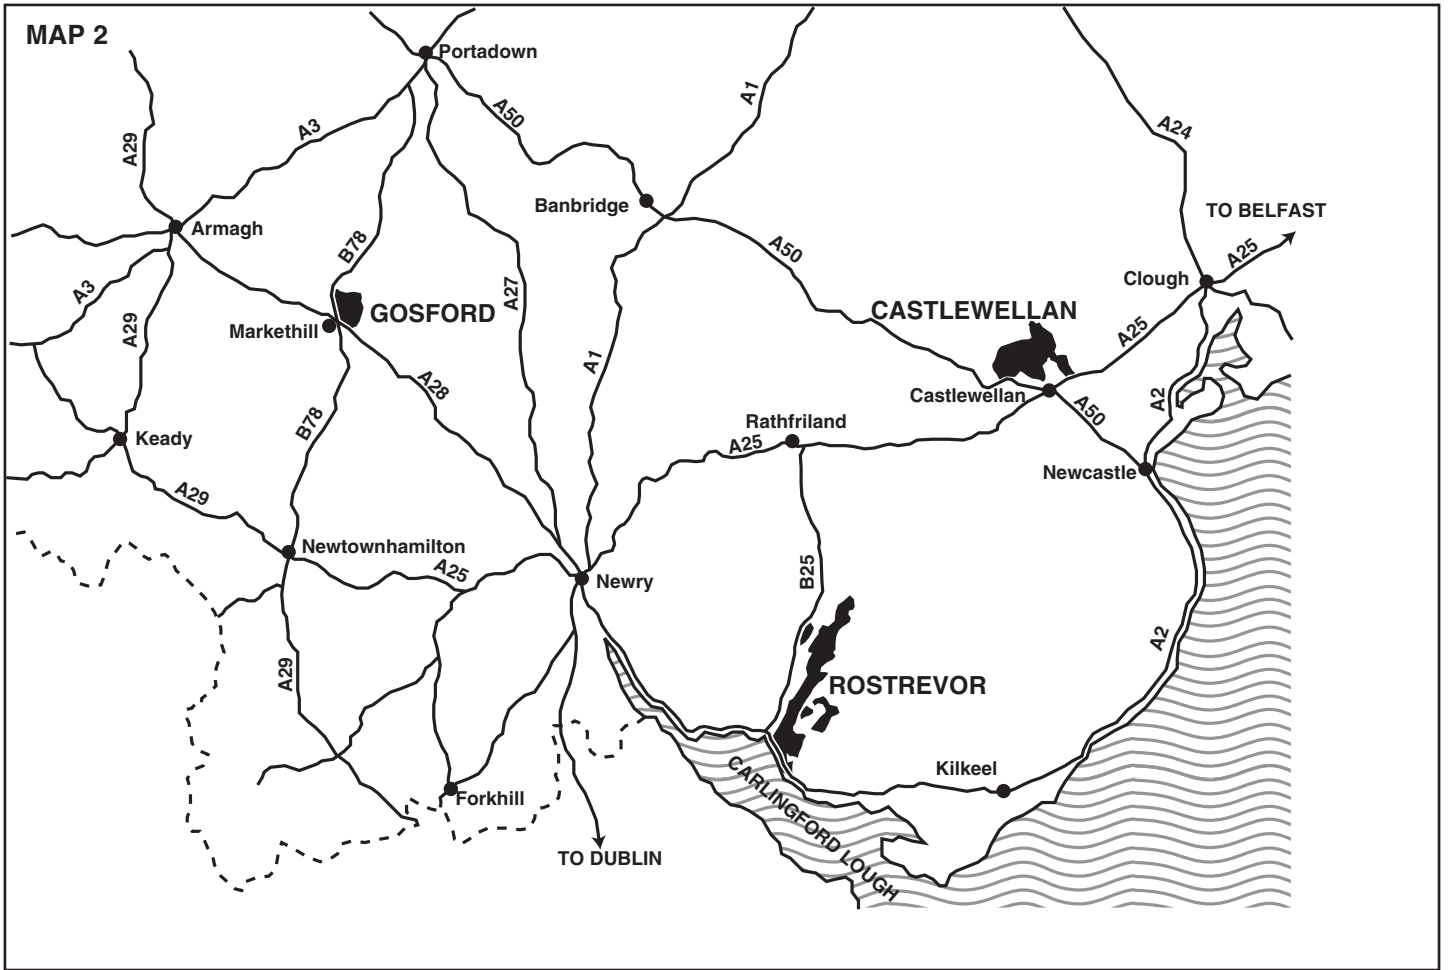 MAP 2
Portadown
A1
A50
A24
A3
A29
Banbridge
TO BELFAST
Armagh
B78
A50
A25
Clough
A3
A27
CASTLEWELLAN
GOSFORD
Markethill
A29
A25
A1
A28
Castlewellan
A2
A50
Rathfriland
B78
Keady
A25
Newcastle
A29
Newtownhamilton
A25
Newry
B25
A2
A29
ROSTREVOR
Kilkeel
Forkhill
CARLINGFORD LOUGH
TO DUBLIN